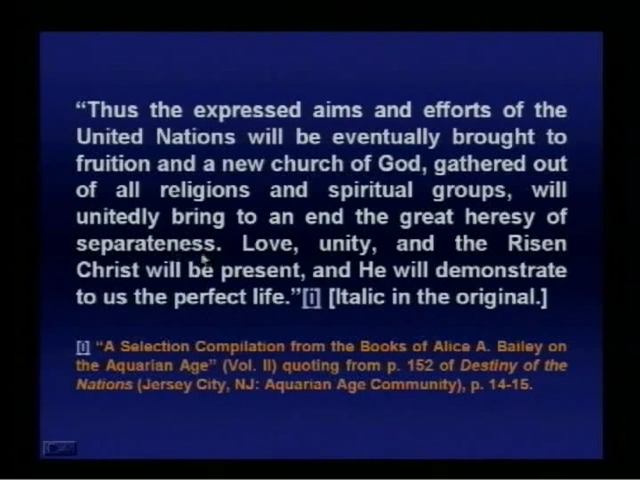 “Thus the expressed aims and efforts of the
United Nations will be eventually brought to
fruition and a new church of God, gathered out
of all religions and spiritual groups, will
unitedly bring to an end the great heresy of
separateness. Love, unity, and the Risen
Christ will be present, and He will demonstrate
to us the perfect life.”[i] [Italic in the original.]
[i] “A Selection Compilation from the Books of Alice A. Bailey on
the Aquarian Age” (Vol. II) quoting from p. 152 of Destiny of the
Nations (Jersey City, NJ: Aquarian Age Community), p. 14-15.